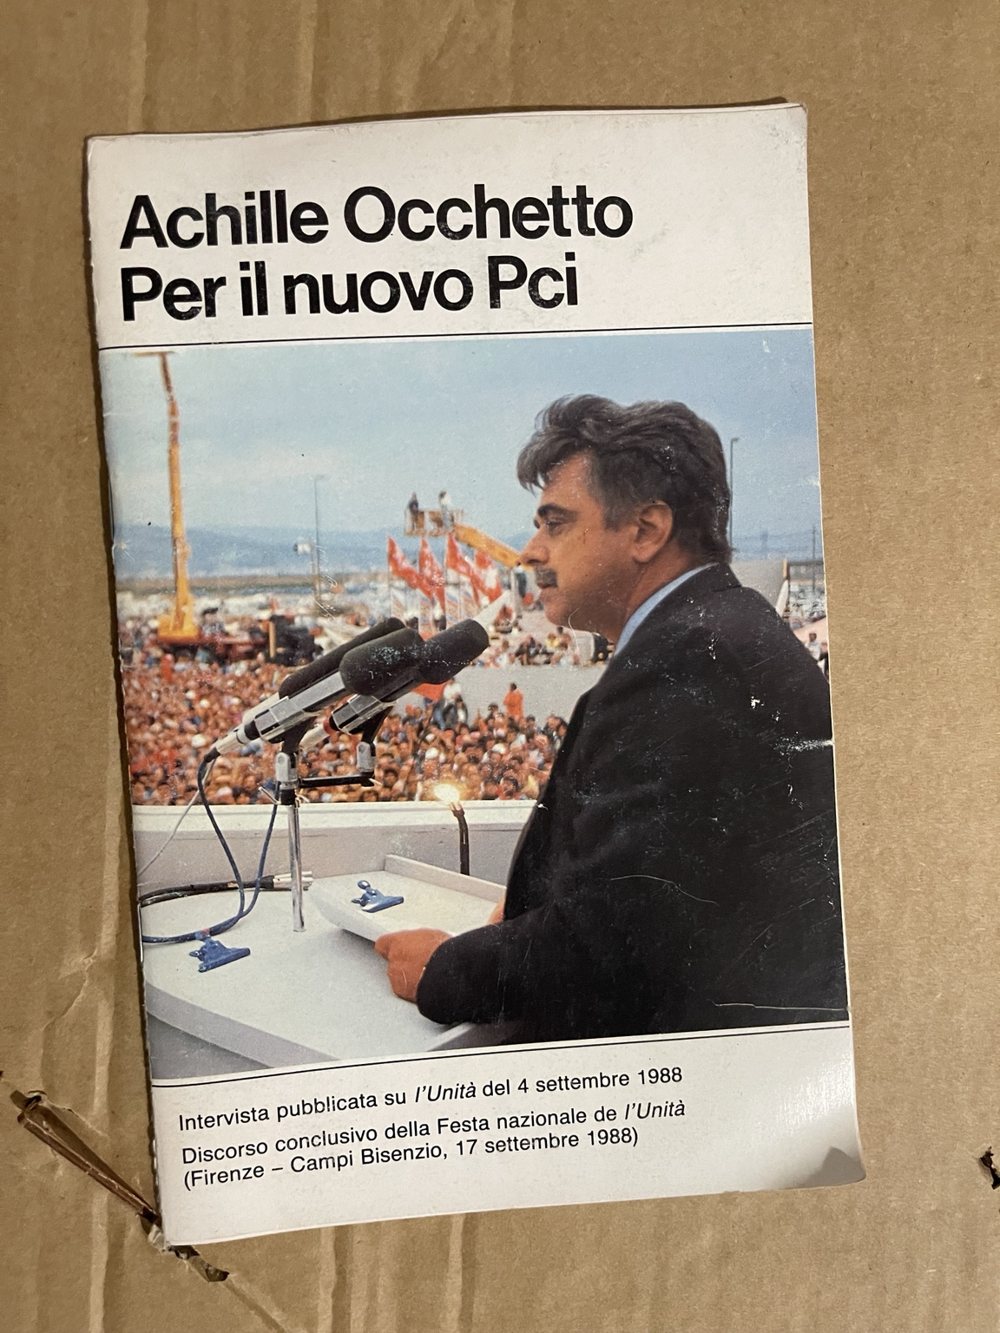 Achille Occhetto
Per il nuovo Pci
Intervista pubblicata su l'Unità del 4 settembre 1988
Discorso conclusivo della Festa nazionale de l'Unità
(Firenze – Campi Bisenzio, 17 settembre 1988)